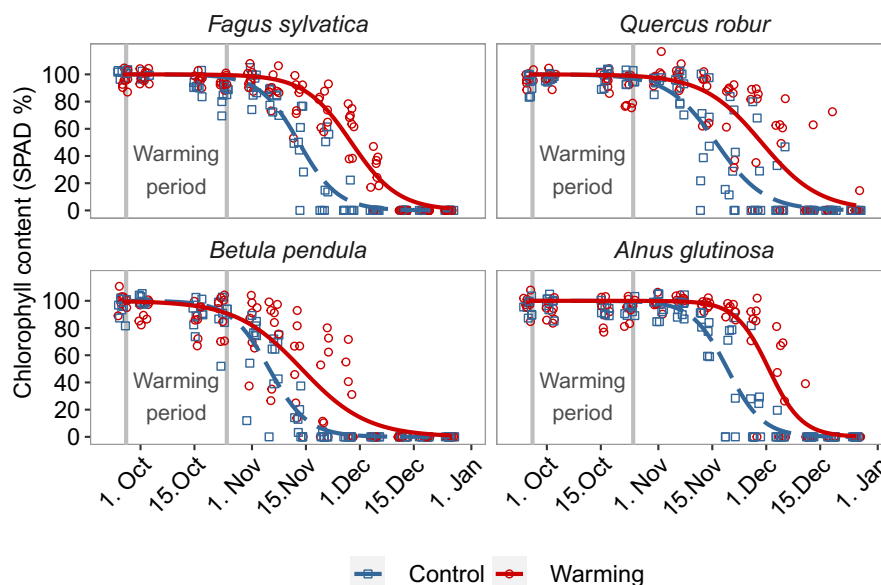 Fagus sylvatica
Quercus robur
Chlorophyll content (SPAD %)
100
80
60
40
20
0
Warming
period
Warming
period
Betula pendula
Alnus glutinosa
100
80
60
40
20
0
Warming
period
Warming
period
1. Oct
15.Oct
1. Nov
15.Nov
1.Dec
15.Dec
1. Jan
1. Oct
15.Oct
1. Nov
15.Nov
1.Dec
15.Dec
1. Jan
Control
Warming